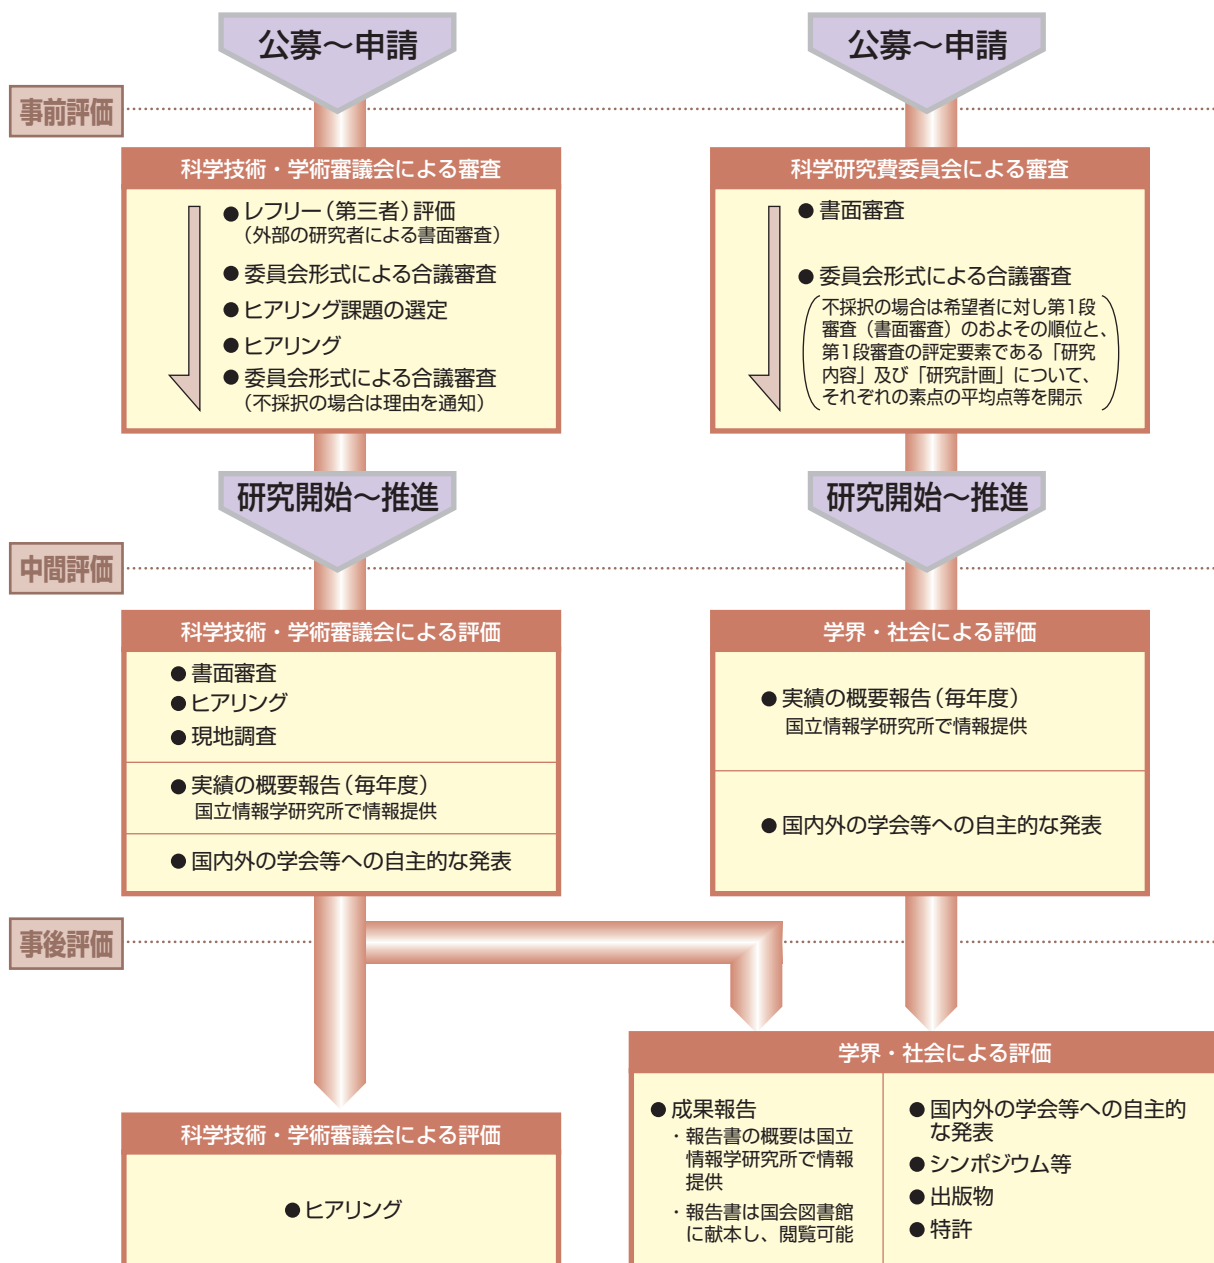 公募～申請
公募～申請
事前評価
科学技術・学術審議会による審査
●レフリー（第三者）評価
（外部の研究者による書面審査）
●委員会形式による合議審査
●ヒアリング課題の選定
●ヒアリング
●委員会形式による合議審査
（不採択の場合は理由を通知）
科学研究費委員会による審査
●書面審査
●委員会形式による合議審査
（不採択の場合は希望者に対し第1段
審査（書面審査）のおよその順位と、
第1段審査の評定要素である「研究
内容」及び「研究計画」について、
それぞれの素点の平均点等を開示）
研究開始～推進
研究開始～推進
中間評価
科学技術・学術審議会による評価
●書面審査
●ヒアリング
●現地調査
●実績の概要報告（毎年度）
国立情報学研究所で情報提供
●国内外の学会等への自主的な発表
学界・社会による評価
●実績の概要報告（毎年度）
国立情報学研究所で情報提供
●国内外の学会等への自主的な発表
事後評価
科学技術・学術審議会による評価
●ヒアリング
学界・社会による評価
●成果報告
・報告書の概要は国立
情報学研究所で情報
提供
・報告書は国会図書館
に献本し、閲覧可能
●国内外の学会等への自主的
な発表
●シンポジウム等
●出版物
●特許